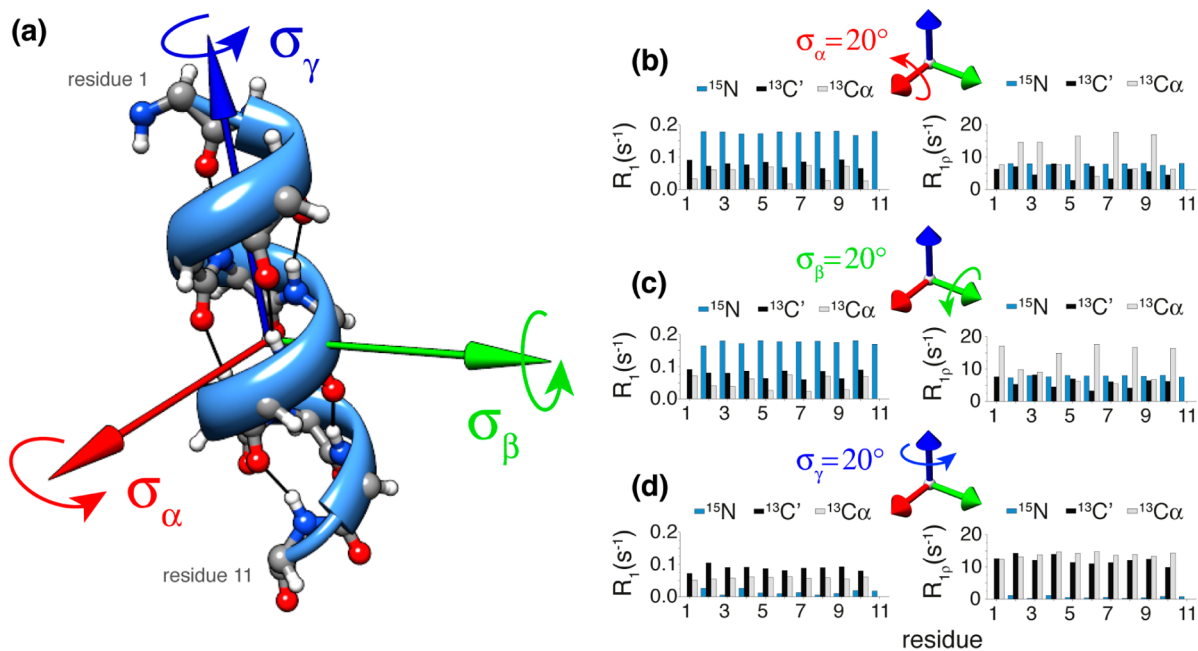 (a)
σγ
residue 1
σβ
σα
residue 11
(b)
σα=20°
¹⁵N ¹³C’ ¹³Cα
¹⁵N ¹³C’ ¹³Cα
R₁(s⁻¹)
0.2
0.1
0.0
1 3 5 7 9 11
R₁ρ(s⁻¹)
20
10
0
1 3 5 7 9 11
(c)
σβ=20°
¹⁵N ¹³C’ ¹³Cα
¹⁵N ¹³C’ ¹³Cα
R₁(s⁻¹)
0.2
0.1
0.0
1 3 5 7 9 11
R₁ρ(s⁻¹)
20
10
0
1 3 5 7 9 11
(d)
σγ=20°
¹⁵N ¹³C’ ¹³Cα
¹⁵N ¹³C’ ¹³Cα
R₁(s⁻¹)
0.2
0.1
0.0
1 3 5 7 9 11
R₁ρ(s⁻¹)
20
10
0
1 3 5 7 9 11
residue